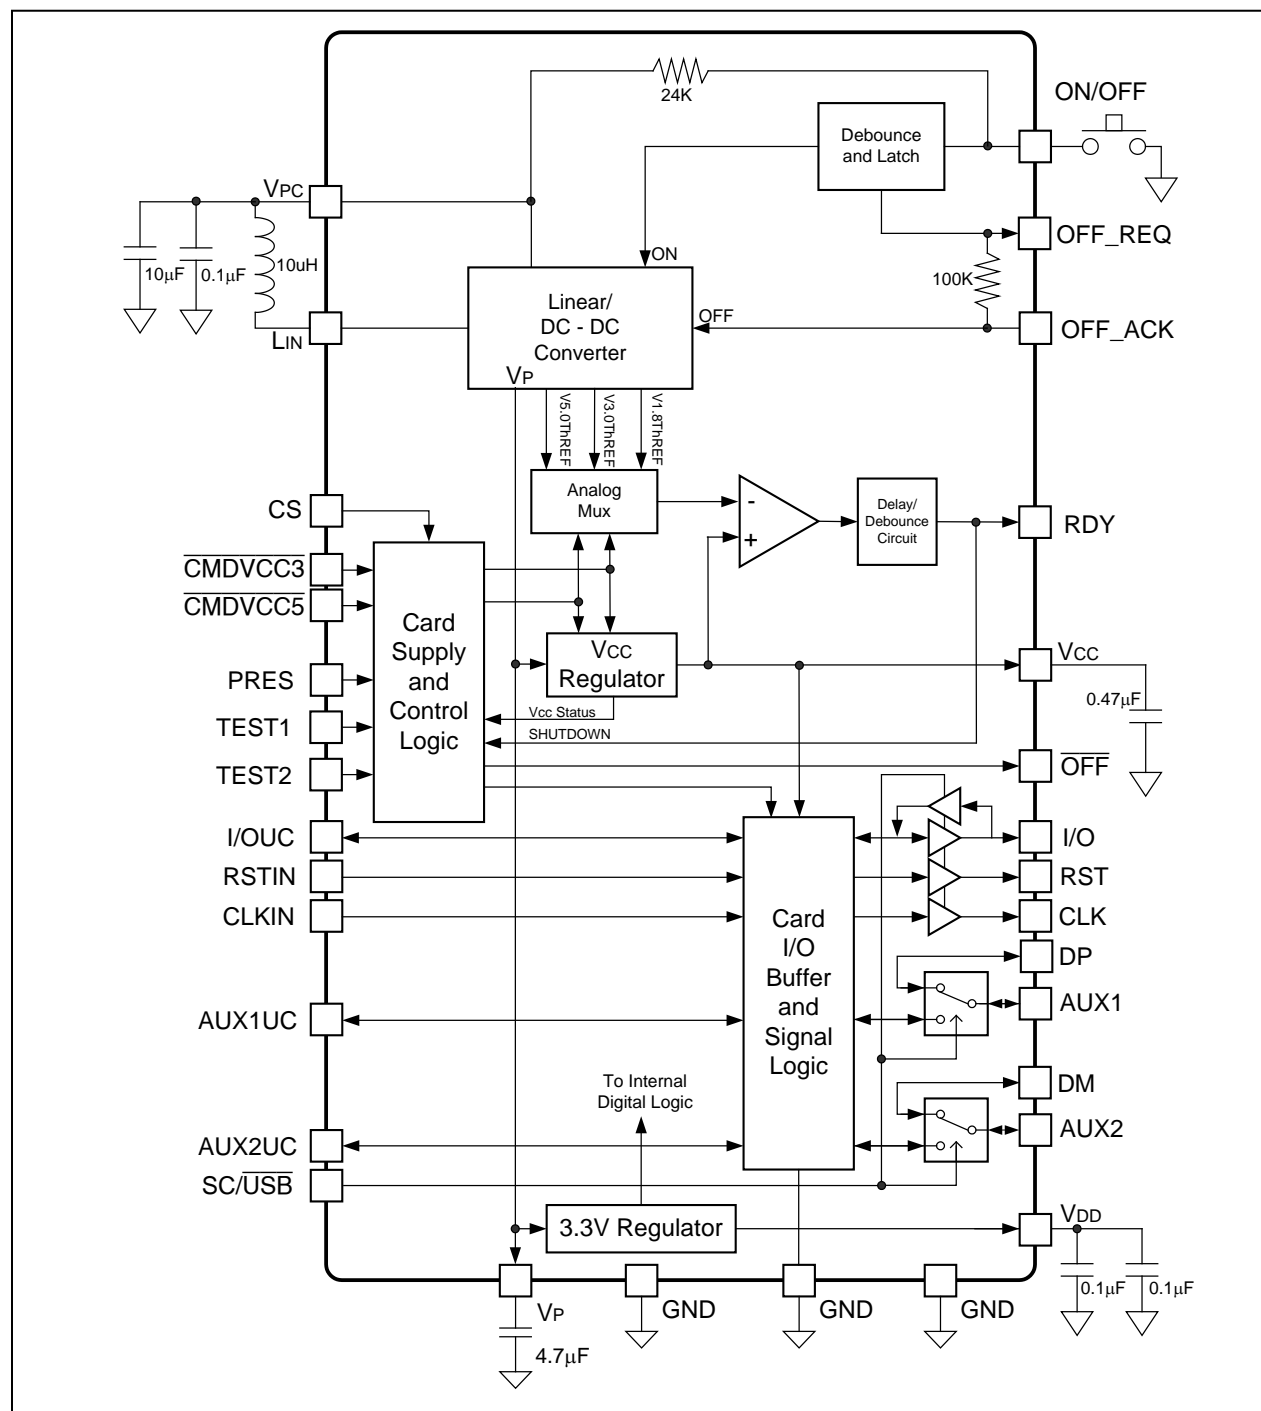 24K
ON/OFF
Debounce
and Latch
VPC
OFF_REQ
10µF
0.1µF
10uH
ON
100K
Linear/
DC - DC
Converter
OFF
OFF_ACK
LIN
VP
V5.0ThREF
V3.0ThREF
V1.8ThREF
Analog
Mux
-
+
Delay/
Debounce
Circuit
RDY
CS
CMDVCC3
CMDVCC5
Card
Supply
and
Control
Logic
VCC
Regulator
VCC
0.47µF
PRES
TEST1
TEST2
Vcc Status
SHUTDOWN
OFF
I/OUC
RSTIN
CLKIN
I/O
RST
CLK
DP
AUX1
Card
I/O
Buffer
and
Signal
Logic
AUX1UC
DM
AUX2
To Internal
Digital Logic
AUX2UC
SC/USB
3.3V Regulator
VDD
0.1µF
0.1µF
VP
GND
GND
GND
4.7µF